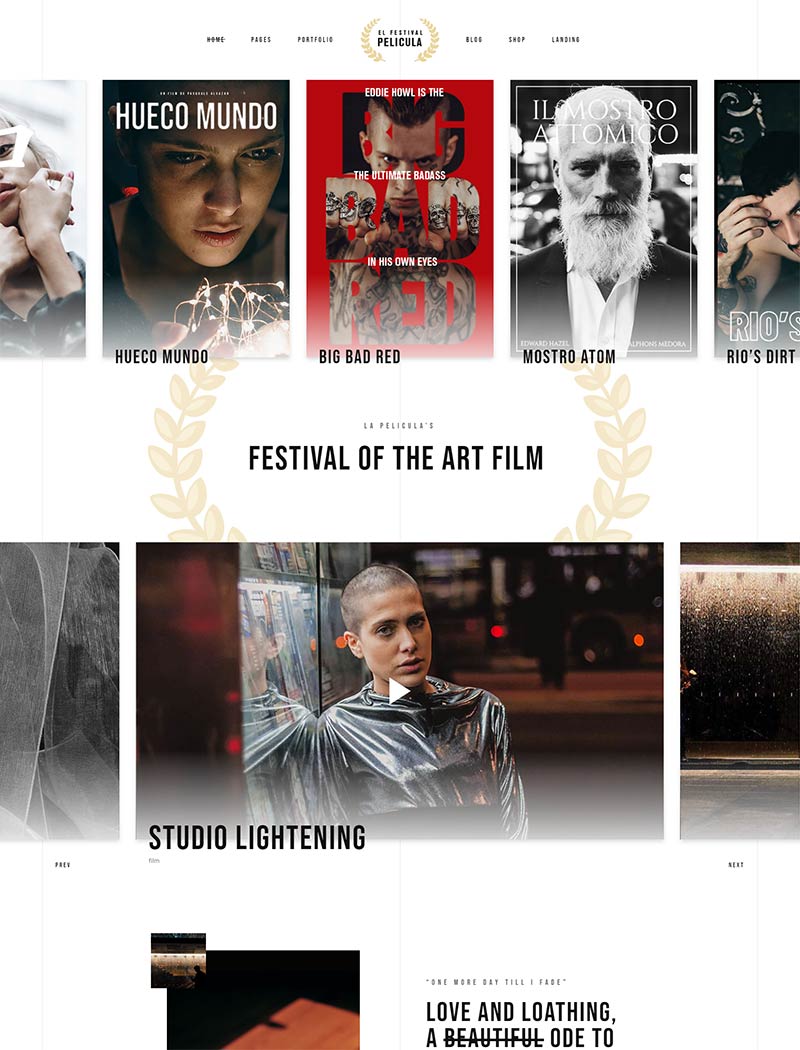 HOME
PAGES
PORTFOLIO
EL FESTIVAL
PELICULA
BLOG
SHOP
LANDING
UN FILM DE PASQUALE ALCAZAR
HUECO MUNDO
HUECO MUNDO
EDDIE HOWL IS THE
BIG
THE ULTIMATE BADASS
BAD
IN HIS OWN EYES
RED
BIG BAD RED
IL MOSTRO
ATTOMICO
EDWARD HAZEL
ALPHONS MEDORA
MOSTRO ATOM
RIO'S
RIO'S DIRT
LA PELICULA'S
FESTIVAL OF THE ART FILM
STUDIO LIGHTENING
film
PREV
NEXT
"ONE MORE DAY TILL I FADE"
LOVE AND LOATHING,
A BEAUTIFUL ODE TO